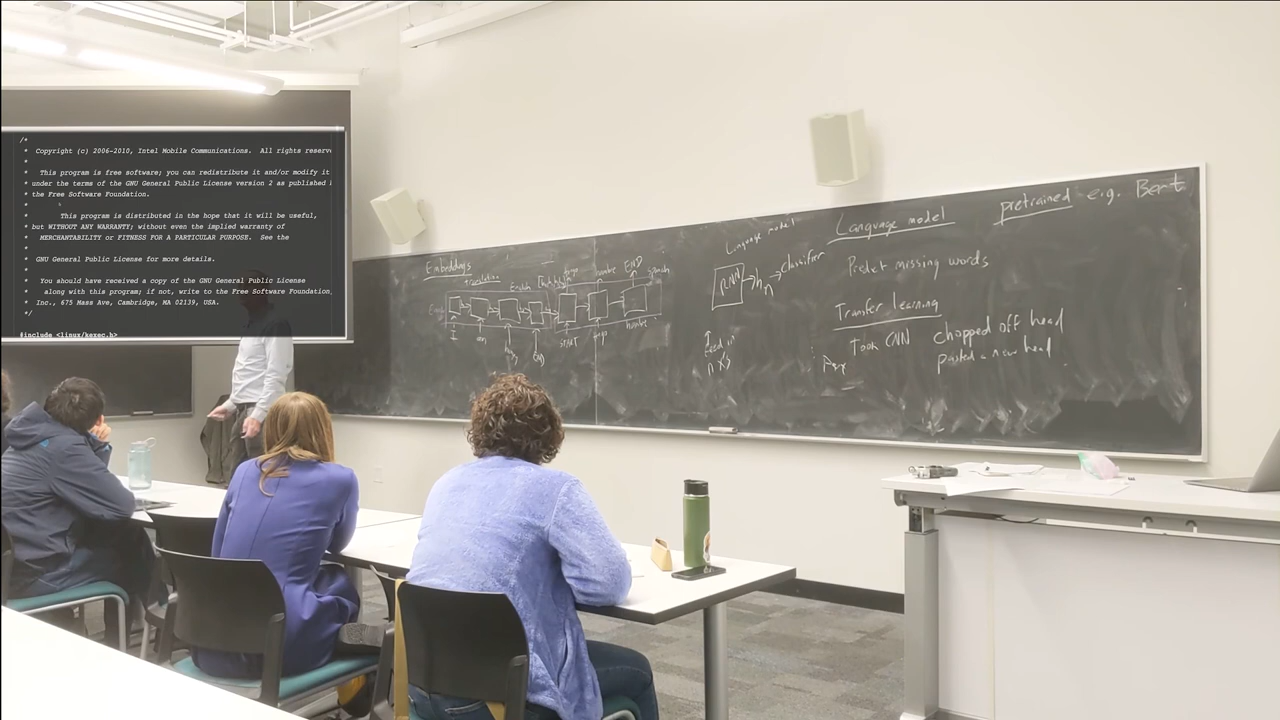 /*
* Copyright (c) 2006-2010, Intel Mobile Communications. All rights reserve
*
* This program is free software; you can redistribute it and/or modify it
* under the terms of the GNU General Public License version 2 as published
* the Free Software Foundation.
*
* This program is distributed in the hope that it will be useful,
* but WITHOUT ANY WARRANTY; without even the implied warranty of
* MERCHANTABILITY or FITNESS FOR A PARTICULAR PURPOSE. See the
*
* GNU General Public License for more details.
*
* You should have received a copy of the GNU General Public License
* along with this program; if not, write to the Free Software Foundation,
* Inc., 675 Mass Ave, Cambridge, MA 02139, USA.
*/
#include <linux/kexec.h>
Embeddings
translation
English
END
START
Language model
RNN
hn
classifier
Feed in
n x's
Language model
pretrained e.g. Bert
Predict missing words
Transfer learning
Took CNN chopped off head
pasted a new head